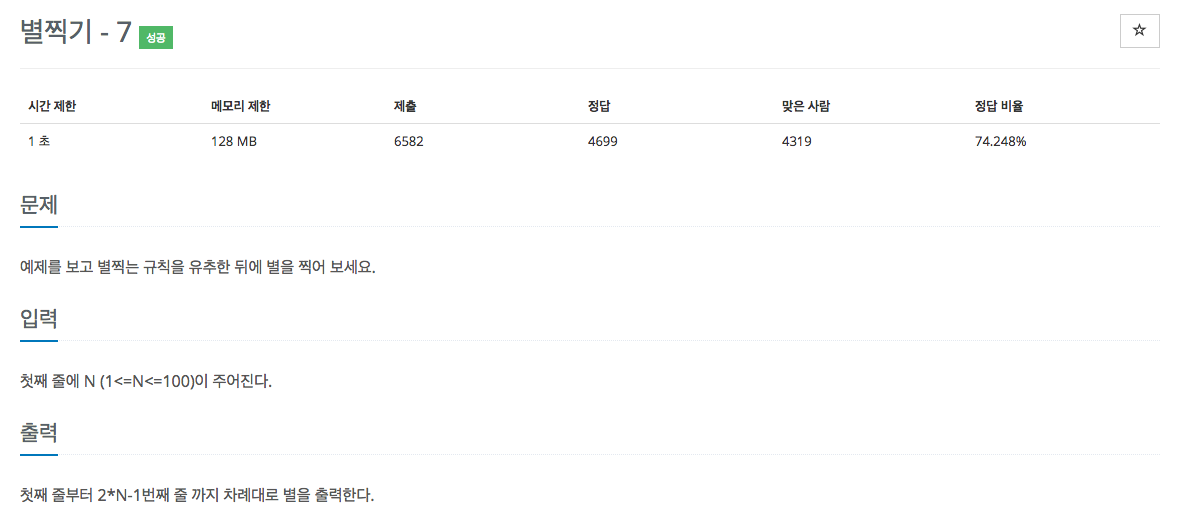 별찍기 - 7 성공
☆
시간 제한 메모리 제한 제출 정답 맞은 사람 정답 비율
1 초 128 MB 6582 4699 4319 74.248%
문제
예제를 보고 별찍는 규칙을 유추한 뒤에 별을 찍어 보세요.
입력
첫째 줄에 N (1<=N<=100)이 주어진다.
출력
첫째 줄부터 2*N-1번째 줄 까지 차례대로 별을 출력한다.